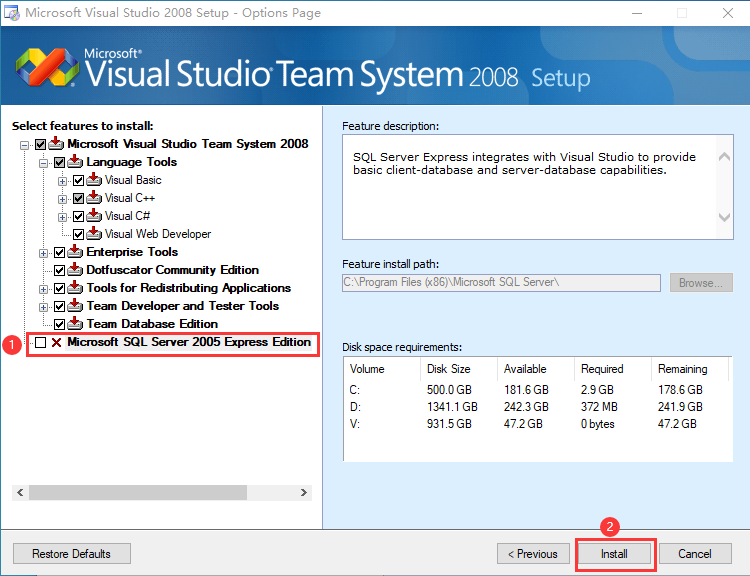 Microsoft Visual Studio 2008 Setup - Options Page
Microsoft®
Visual Studio Team System 2008 Setup
Select features to install:
Microsoft Visual Studio Team System 2008
Language Tools
Visual Basic
Visual C++
Visual C#
Visual Web Developer
Enterprise Tools
Dotfuscator Community Edition
Tools for Redistributing Applications
Team Developer and Tester Tools
Team Database Edition
1
Microsoft SQL Server 2005 Express Edition
Feature description:
SQL Server Express integrates with Visual Studio to provide
basic client-database and server-database capabilities.
Feature install path:
C:\Program Files (x86)\Microsoft SQL Server\
Browse...
Disk space requirements:
Volume Disk Size Available Required Remaining
C: 500.0 GB 181.6 GB 2.9 GB 178.6 GB
D: 1341.1 GB 242.3 GB 372 MB 241.9 GB
V: 931.5 GB 47.2 GB 0 bytes 47.2 GB
2
Restore Defaults
< Previous
Install
Cancel